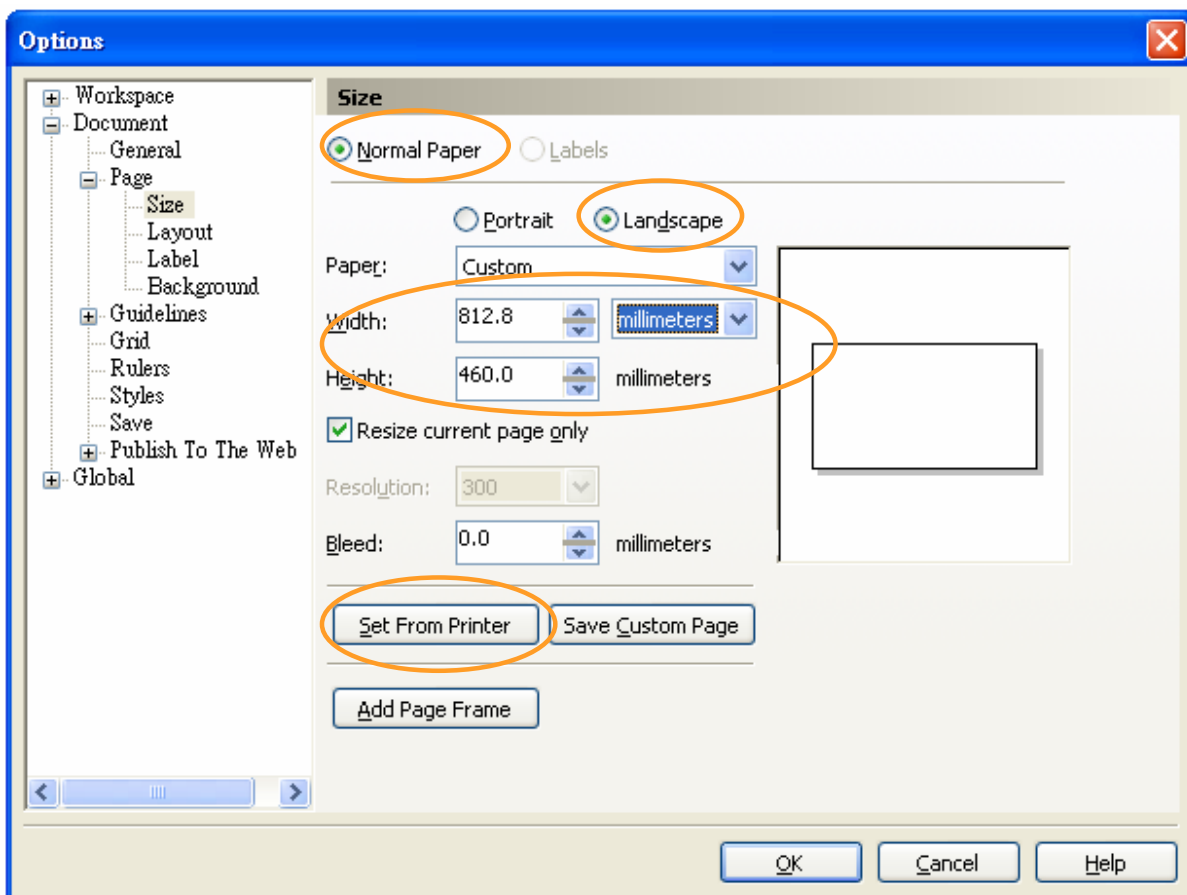 Options
Workspace
Document
General
Page
Size
Layout
Label
Background
Guidelines
Grid
Rulers
Styles
Save
Publish To The Web
Global
Size
Normal Paper Labels
Portrait Landscape
Paper: Custom
Width: 812.8 millimeters
Height: 460.0 millimeters
Resize current page only
Resolution: 300
Bleed: 0.0 millimeters
Set From Printer Save Custom Page
Add Page Frame
OK Cancel Help